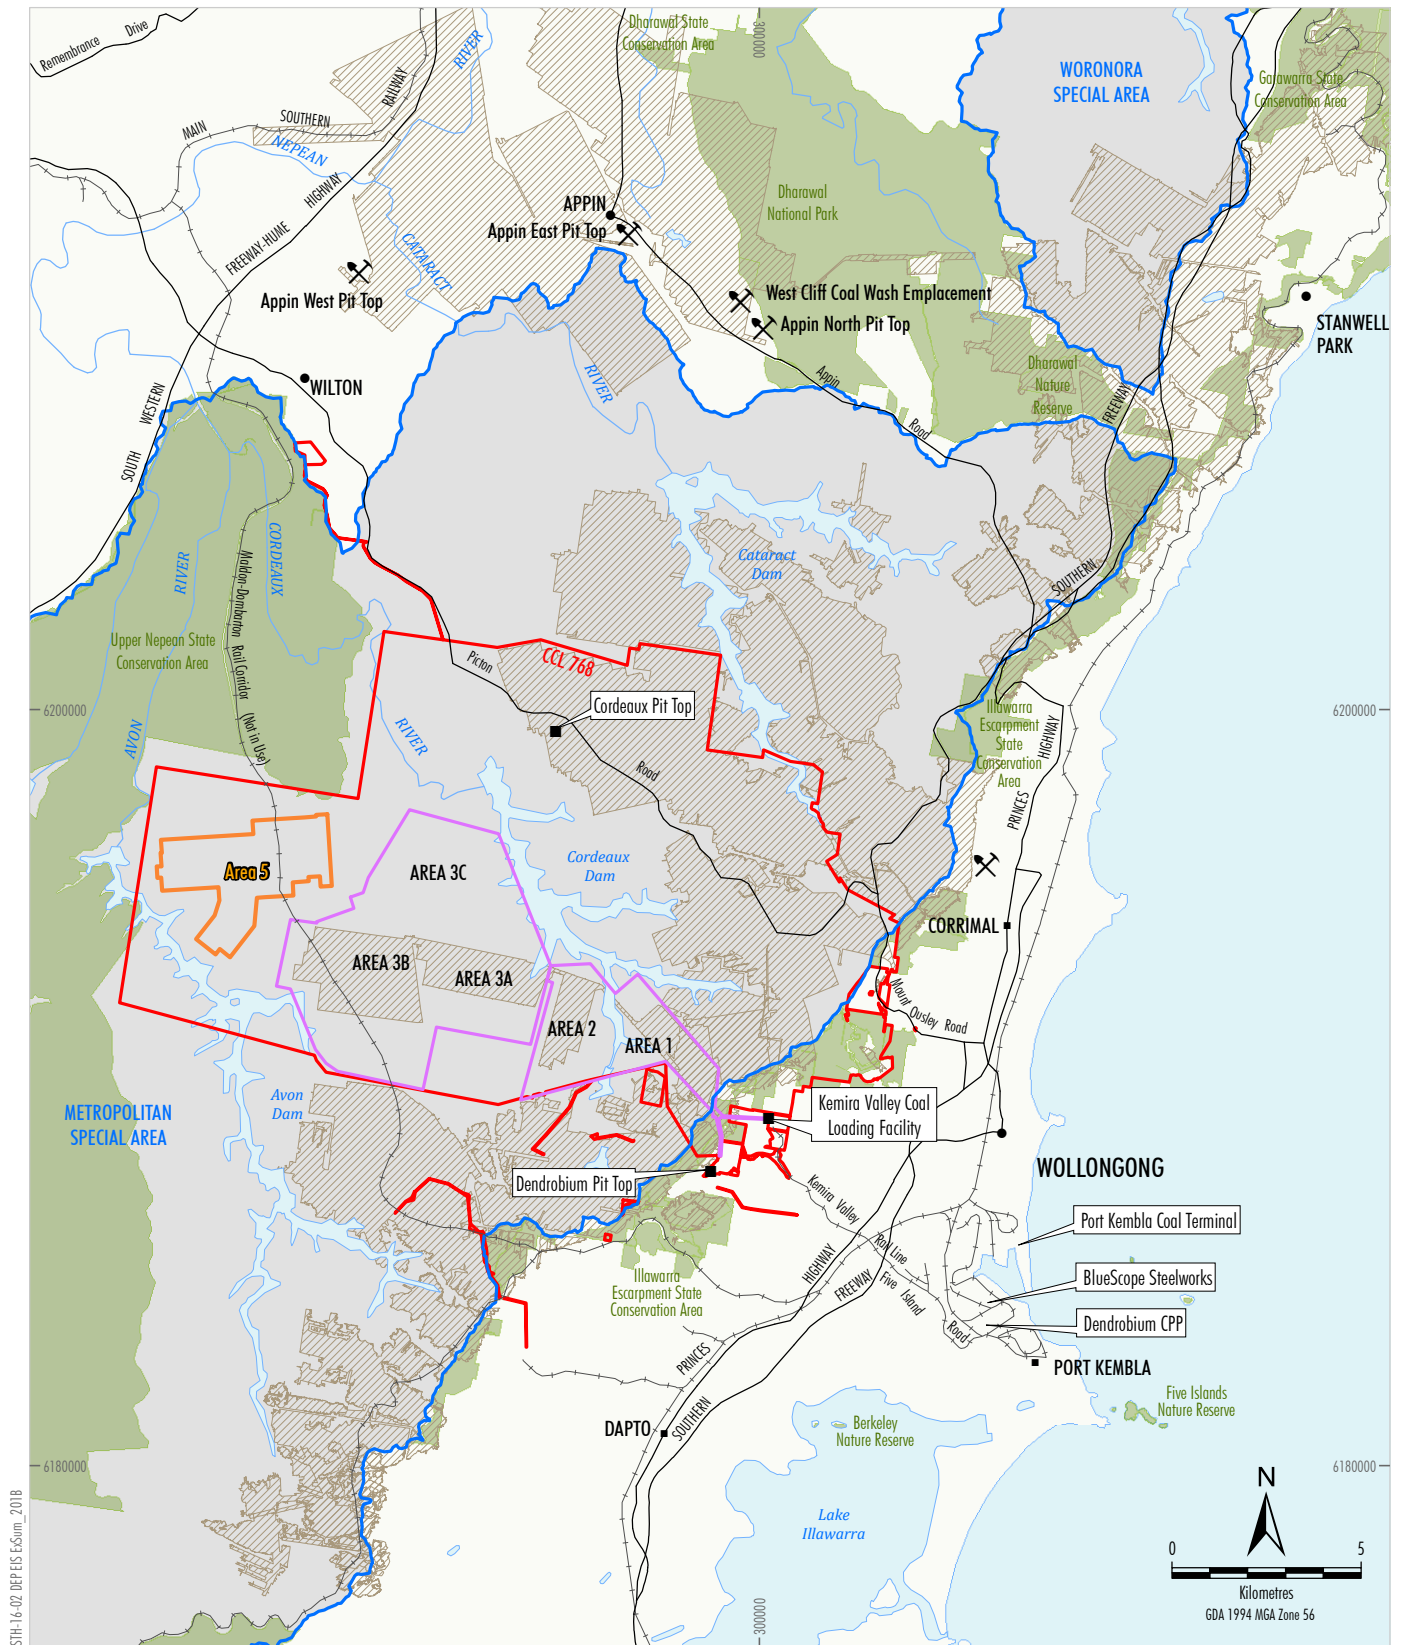 Remembrance Drive
MAIN
SOUTHERN
RAILWAY
RIVER
NEPEAN
Dharawal State
Conservation Area
300000
WORONORA
SPECIAL AREA
Garawarra State
Conservation Area
FREEWAY-HUME HIGHWAY
CATARACT
APPIN
Appin East Pit Top
Dharawal
National Park
Appin West Pit Top
West Cliff Coal Wash Emplacement
Appin North Pit Top
STANWELL
PARK
WILTON
RIVER
Appin
Road
Dharawal
Nature
Reserve
FREEWAY
SOUTH WESTERN
RIVER
CORDEAUX
Maldon-Dombarton Rail Corridor (Not in Use)
Cataract
Dam
SOUTHERN
Upper Nepean State
Conservation Area
Picton
CCL 768
6200000
Cordeaux Pit Top
6200000
AVON
RIVER
Road
Illawarra
Escarpment
State
Conservation
Area
HIGHWAY
PRINCES
Area 5
AREA 3C
Cordeaux
Dam
CORRIMAL
AREA 3B
AREA 3A
AREA 2
AREA 1
Mount Ousley Road
METROPOLITAN
SPECIAL AREA
Avon
Dam
Kemira Valley Coal
Loading Facility
WOLLONGONG
Dendrobium Pit Top
Kemira Valley
Rail Line
Port Kembla Coal Terminal
HIGHWAY
FREEWAY
Five Island
Road
BlueScope Steelworks
Illawarra
Escarpment State
Conservation Area
Dendrobium CPP
PRINCES
PORT KEMBLA
SOUTHERN
DAPTO
Five Islands
Nature Reserve
Berkeley
Nature Reserve
6180000
6180000
Lake
Illawarra
N
0
5
Kilometres
GDA 1994 MGA Zone 56
300000
STH-16-02 DEP EIS ExSum_201B